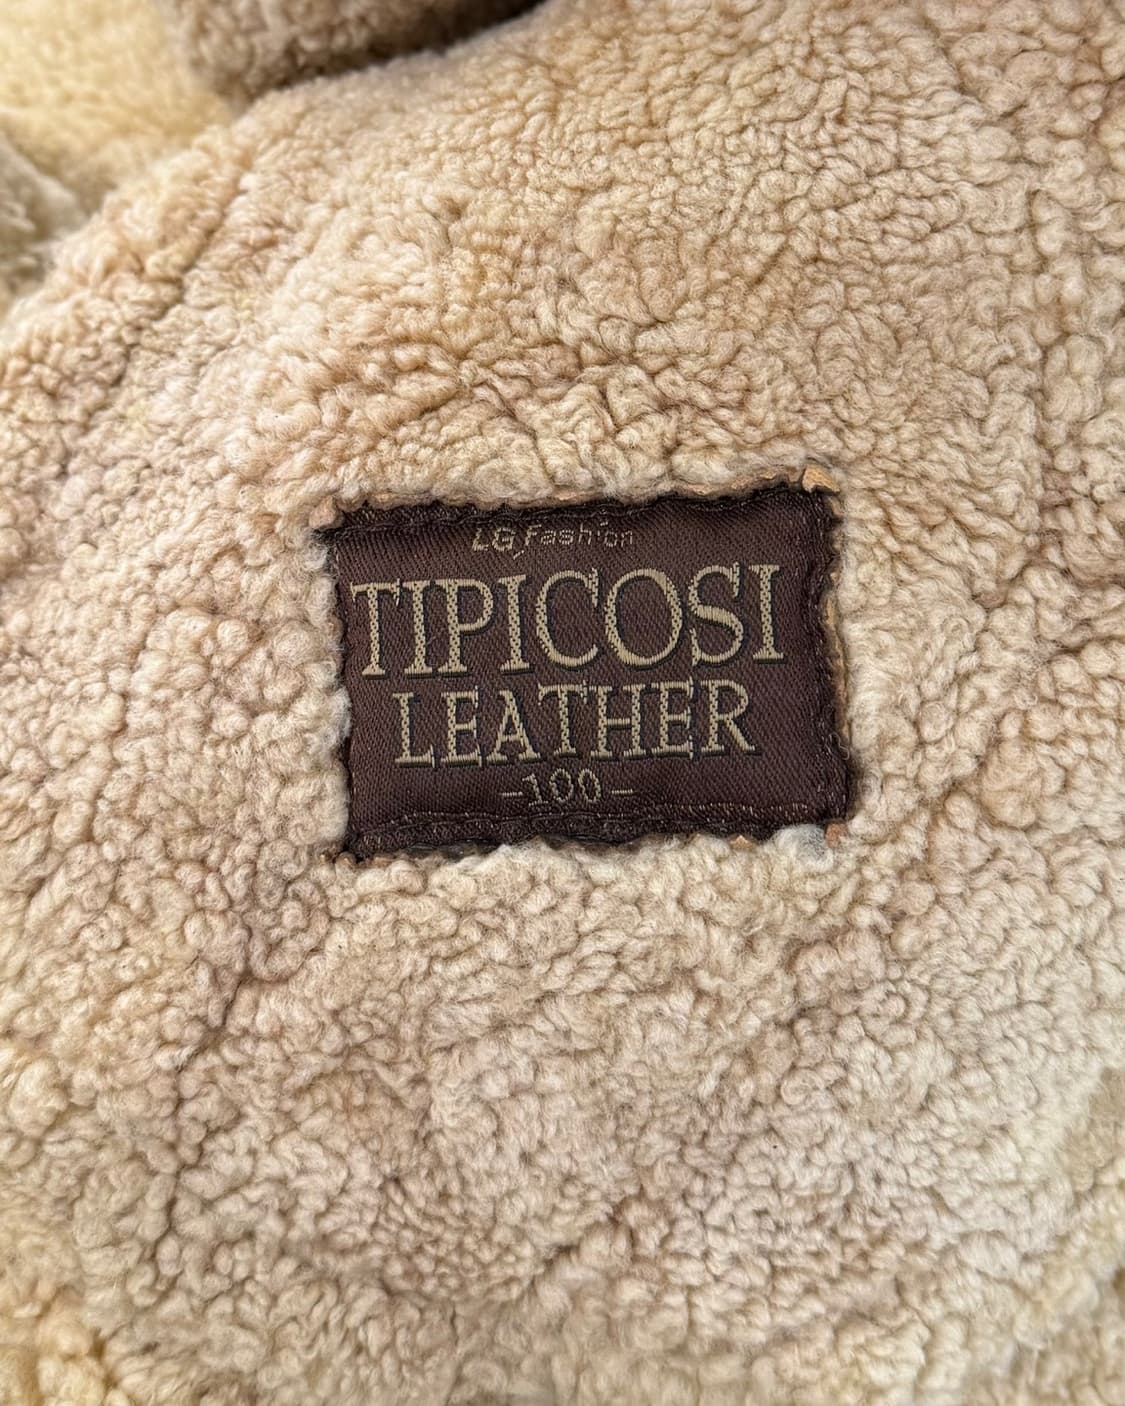 LG Fashion
TIPICOSI
LEATHER
-100-